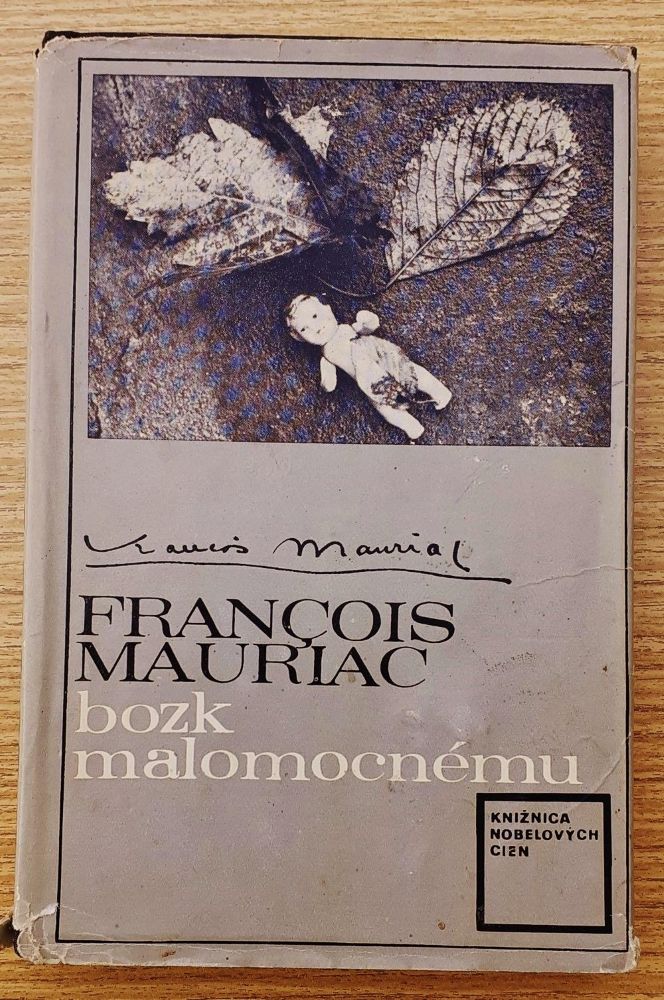 François Mauriac
FRANÇOIS
MAURIAC
bozk
malomocnému
KNIŽNICA
NOBELOVÝCH
CIEN